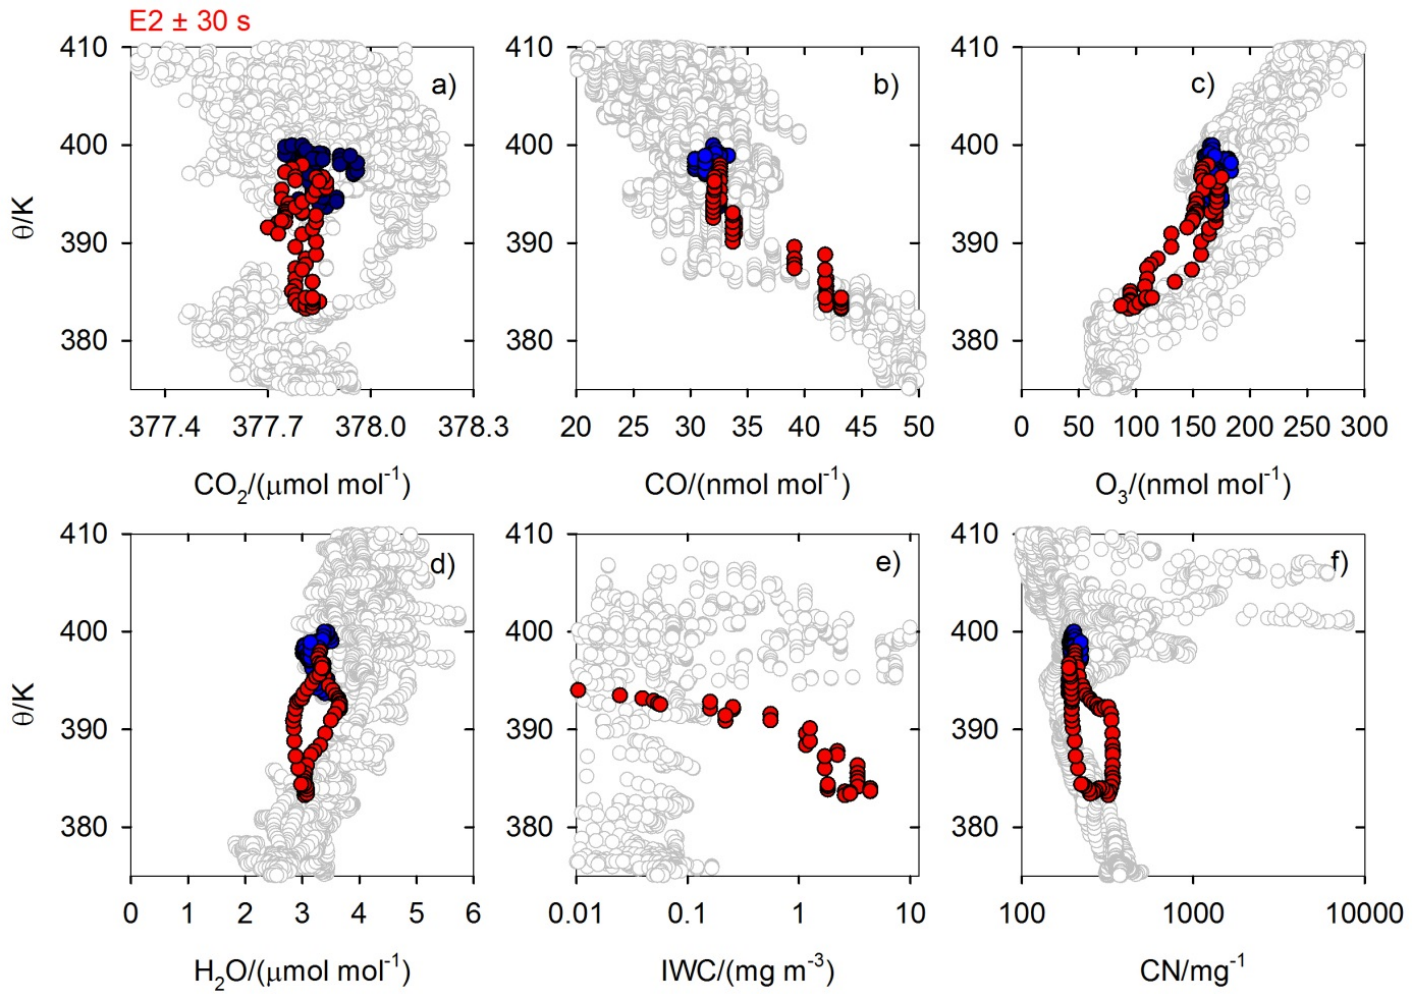 E2 ± 30 s
410
400
390
380
θ/K
a)
377.4 377.7 378.0 378.3
CO₂/(μmol mol⁻¹)
410
400
390
380
b)
20 25 30 35 40 45 50
CO/(nmol mol⁻¹)
410
400
390
380
c)
0 50 100 150 200 250 300
O₃/(nmol mol⁻¹)
410
400
390
380
θ/K
d)
0 1 2 3 4 5 6
H₂O/(μmol mol⁻¹)
410
400
390
380
e)
0.01 0.1 1 10
IWC/(mg m⁻³)
410
400
390
380
f)
100 1000 10000
CN/mg⁻¹